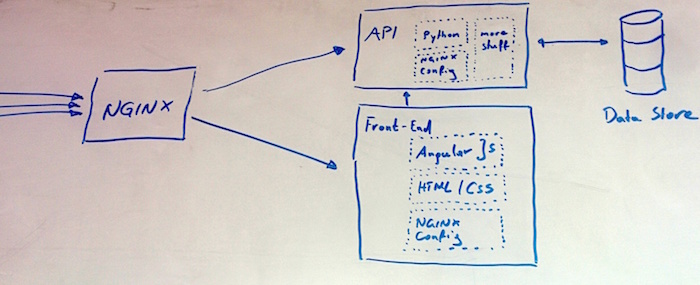 NGINX
API
Python
NGINX
Config
more
stuff
Data Store
Front-End
Angular JS
HTML/CSS
NGINX
Config